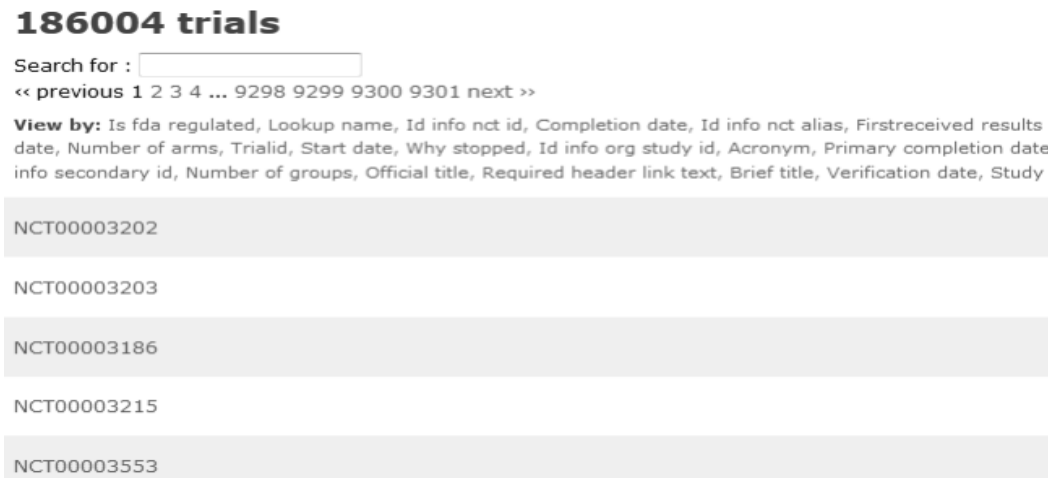 186004 trials
Search for :
‹‹ previous 1 2 3 4 ... 9298 9299 9300 9301 next ››
View by: Is fda regulated, Lookup name, Id info nct id, Completion date, Id info nct alias, Firstreceived results
date, Number of arms, Trialid, Start date, Why stopped, Id info org study id, Acronym, Primary completion date
info secondary id, Number of groups, Official title, Required header link text, Brief title, Verification date, Study
NCT00003202
NCT00003203
NCT00003186
NCT00003215
NCT00003553